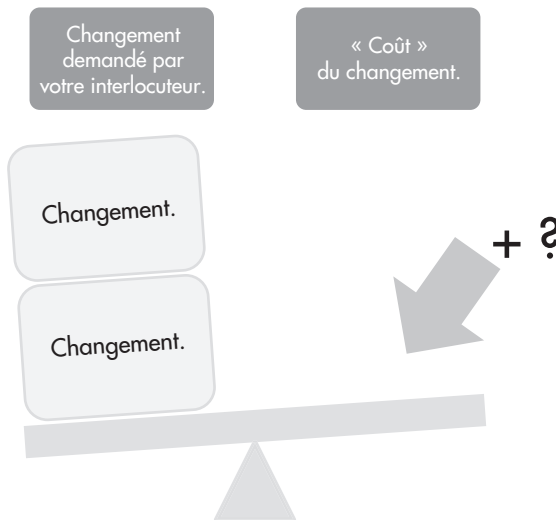 Changement
demandé par
votre interlocuteur.
« Coût »
du changement.
Changement.
+ ?
Changement.